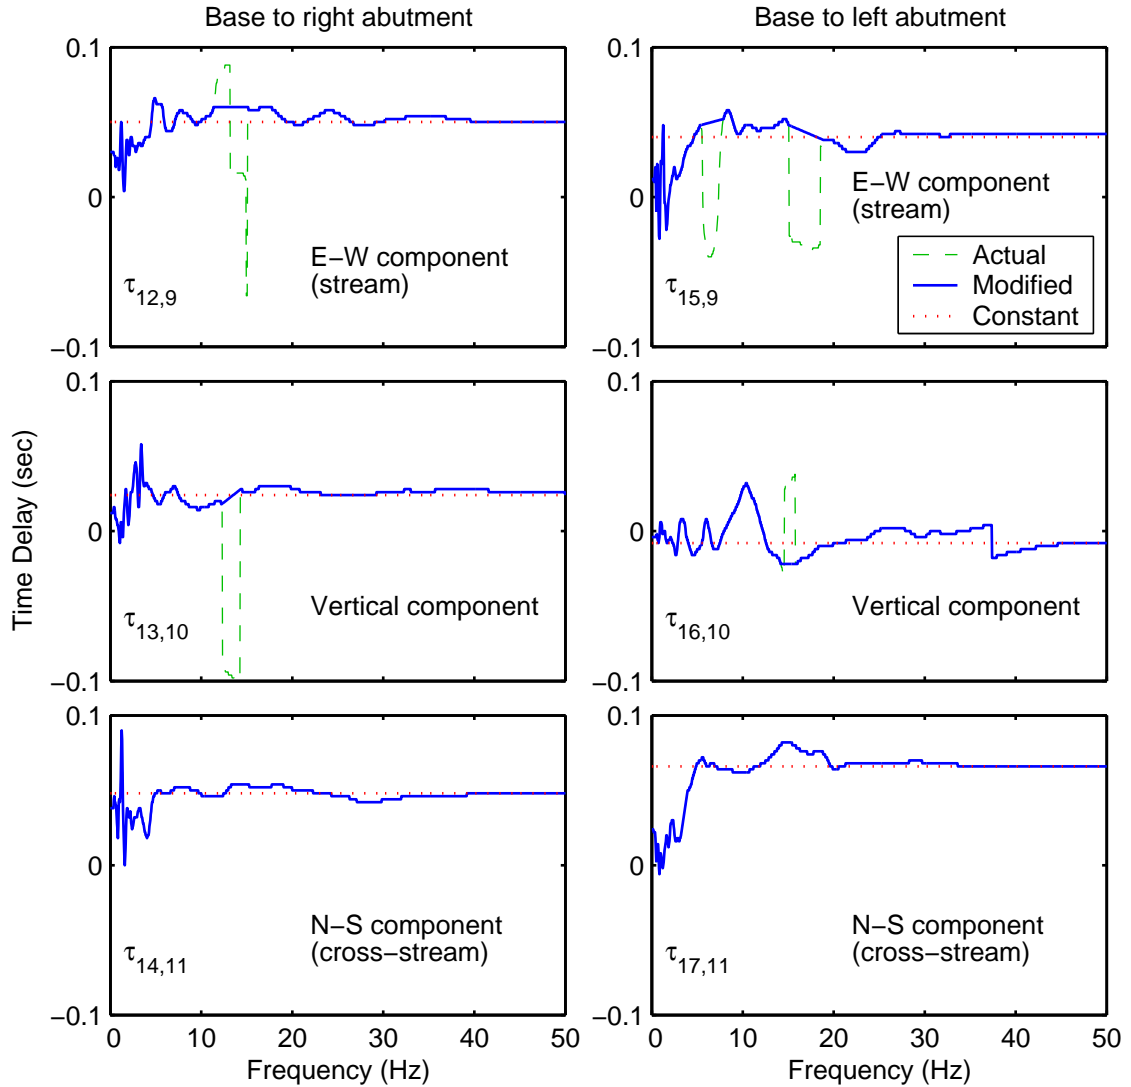 Base to right abutment
Base to left abutment
0.1
0
−0.1
E−W component
(stream)
τ12,9
0.1
0
−0.1
E−W component
(stream)
τ15,9
Actual
Modified
Constant
Time Delay (sec)
0.1
0
−0.1
Vertical component
τ13,10
0.1
0
−0.1
Vertical component
τ16,10
0.1
0
−0.1
N−S component
(cross−stream)
τ14,11
0 10 20 30 40 50
Frequency (Hz)
0.1
0
−0.1
N−S component
(cross−stream)
τ17,11
0 10 20 30 40 50
Frequency (Hz)